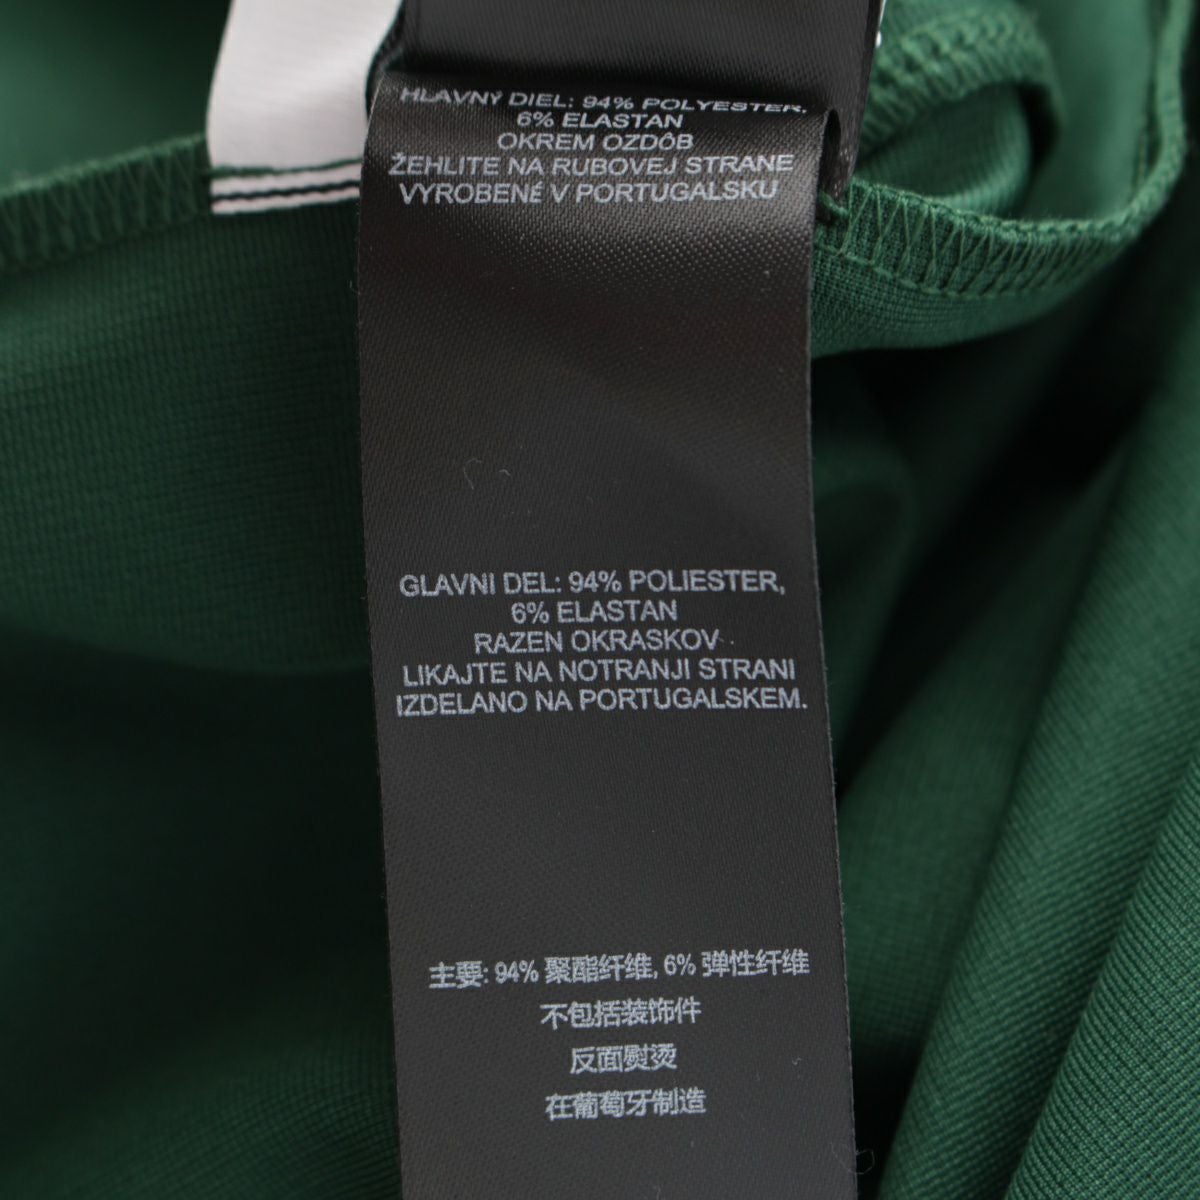 HLAVNÝ DIEL: 94% POLYESTER,
6% ELASTAN
OKREM OZDÔB
ŽEHLITE NA RUBOVEJ STRANE
VYROBENÉ V PORTUGALSKU
GLAVNI DEL: 94% POLIESTER,
6% ELASTAN
RAZEN OKRASKOV
LIKAJTE NA NOTRANJI STRANI
IZDELANO NA PORTUGALSKEM.
主要: 94% 聚酯纤维, 6% 弹性纤维
不包括装饰件
反面熨烫
在葡萄牙制造